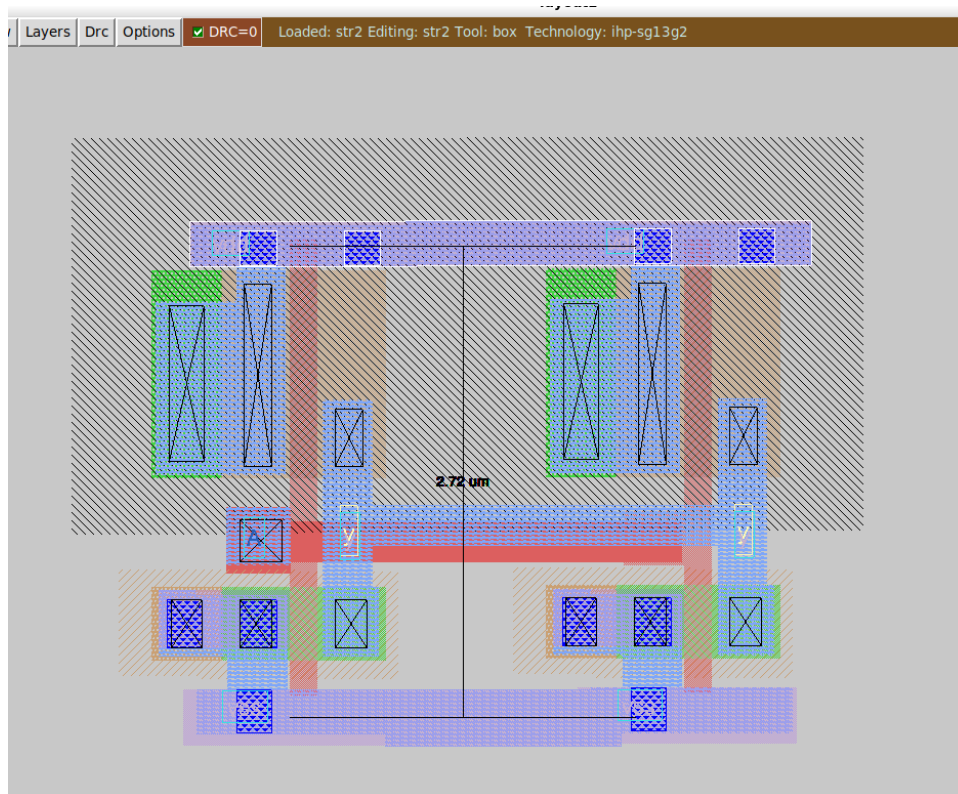 Layers Drc Options DRC=0 Loaded: str2 Editing: str2 Tool: box Technology: ihp-sg13g2
2.72 um
A y y